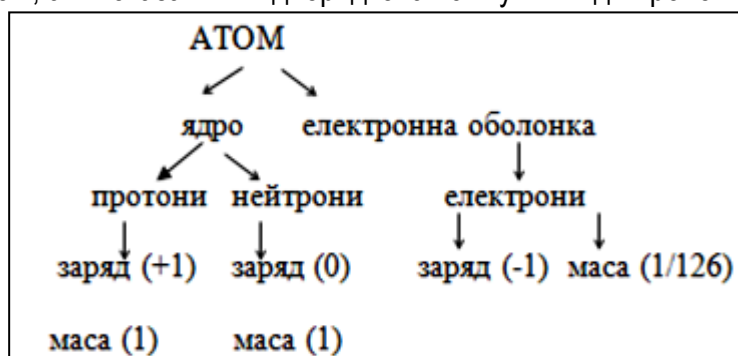 АТОМ
ядро електронна оболонка
протони нейтрони електрони
заряд (+1) заряд (0) заряд (-1) маса (1/126)
маса (1) маса (1)